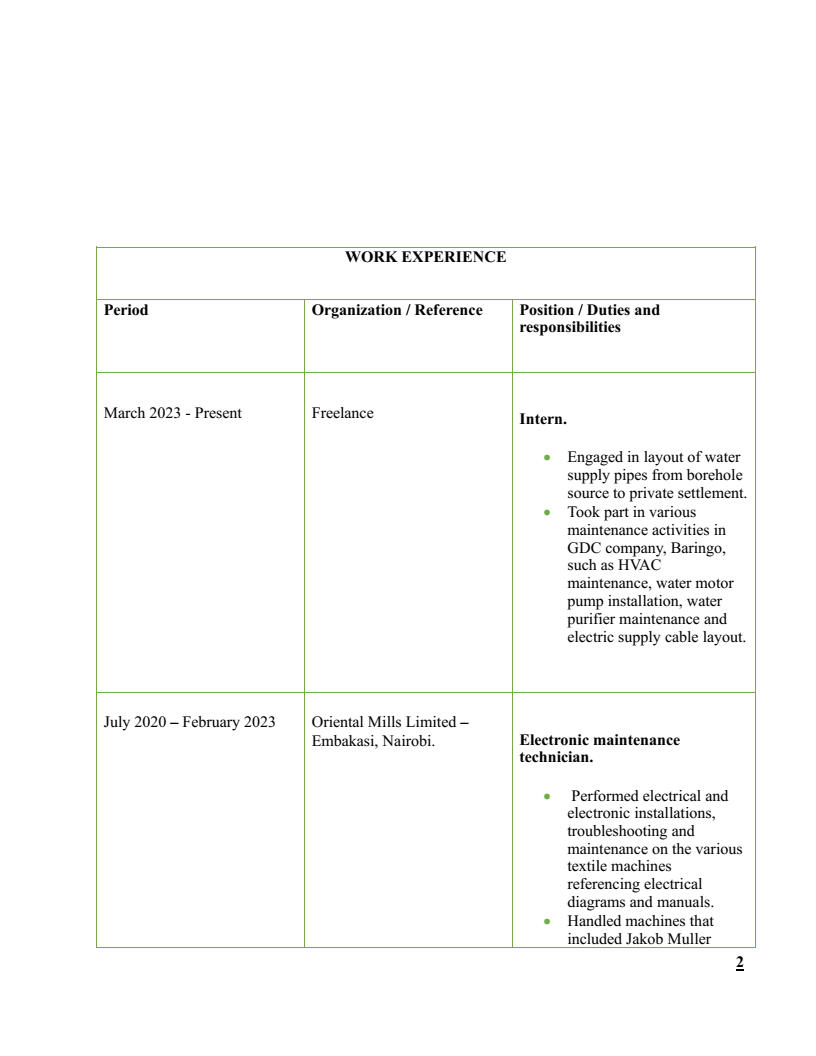 WORK EXPERIENCE
Period
Organization / Reference
Position / Duties and
responsibilities
March 2023 - Present
Freelance
Intern.
• Engaged in layout of water
supply pipes from borehole
source to private settlement.
• Took part in various
maintenance activities in
GDC company, Baringo,
such as HVAC
maintenance, water motor
pump installation, water
purifier maintenance and
electric supply cable layout.
July 2020 – February 2023
Oriental Mills Limited –
Embakasi, Nairobi.
Electronic maintenance
technician.
• Performed electrical and
electronic installations,
troubleshooting and
maintenance on the various
textile machines
referencing electrical
diagrams and manuals.
• Handled machines that
included Jakob Muller
2